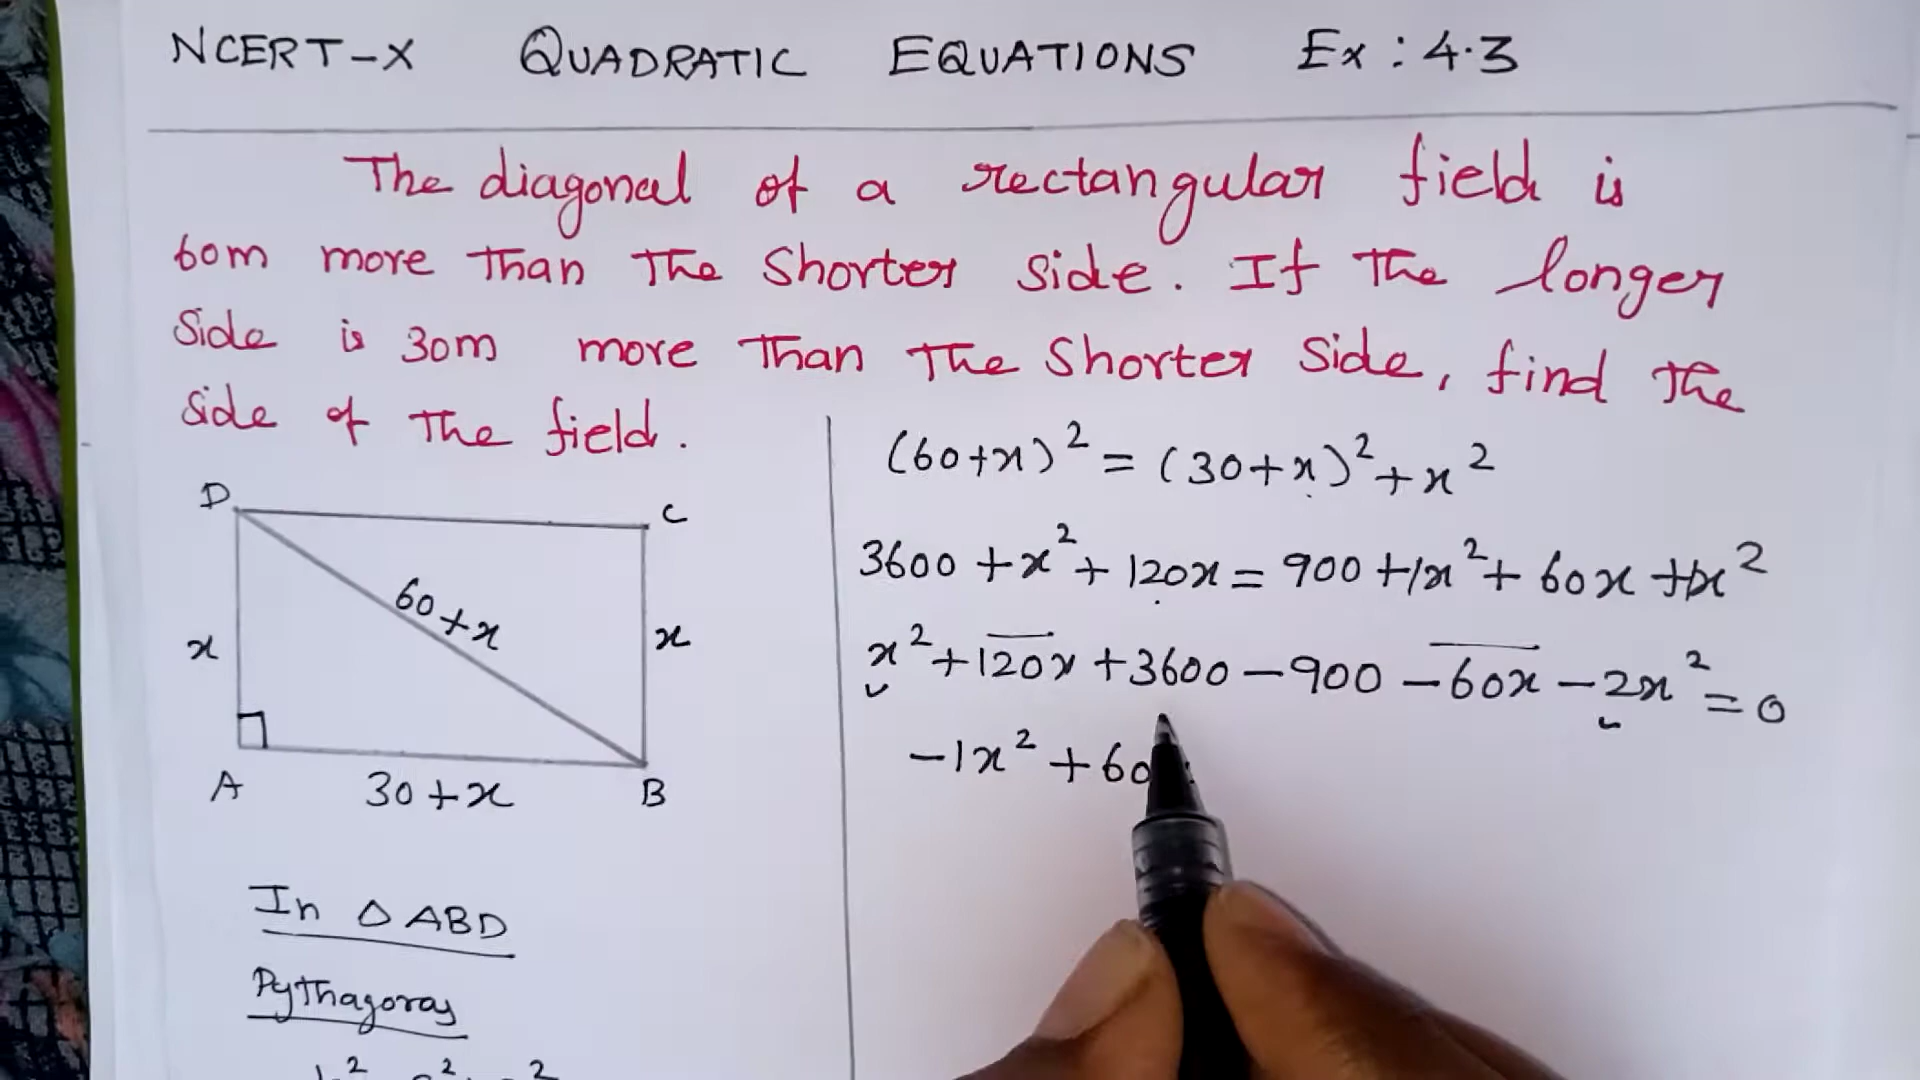 NCERT-X QUADRATIC EQUATIONS Ex : 4.3
The diagonal of a rectangular field is
60m more than the shorter side. If the longer
side is 30m more than the shorter side, find the
side of the field.
D
C
60+x
x
x
A
30+x
B
In △ ABD
Pythagoras
(60+x)² = (30+x)² + x²
3600 + x² + 120x = 900 + 1x² + 60x + 1x²
x² + 120x + 3600 - 900 - 60x - 2x² = 0
-1x² + 60